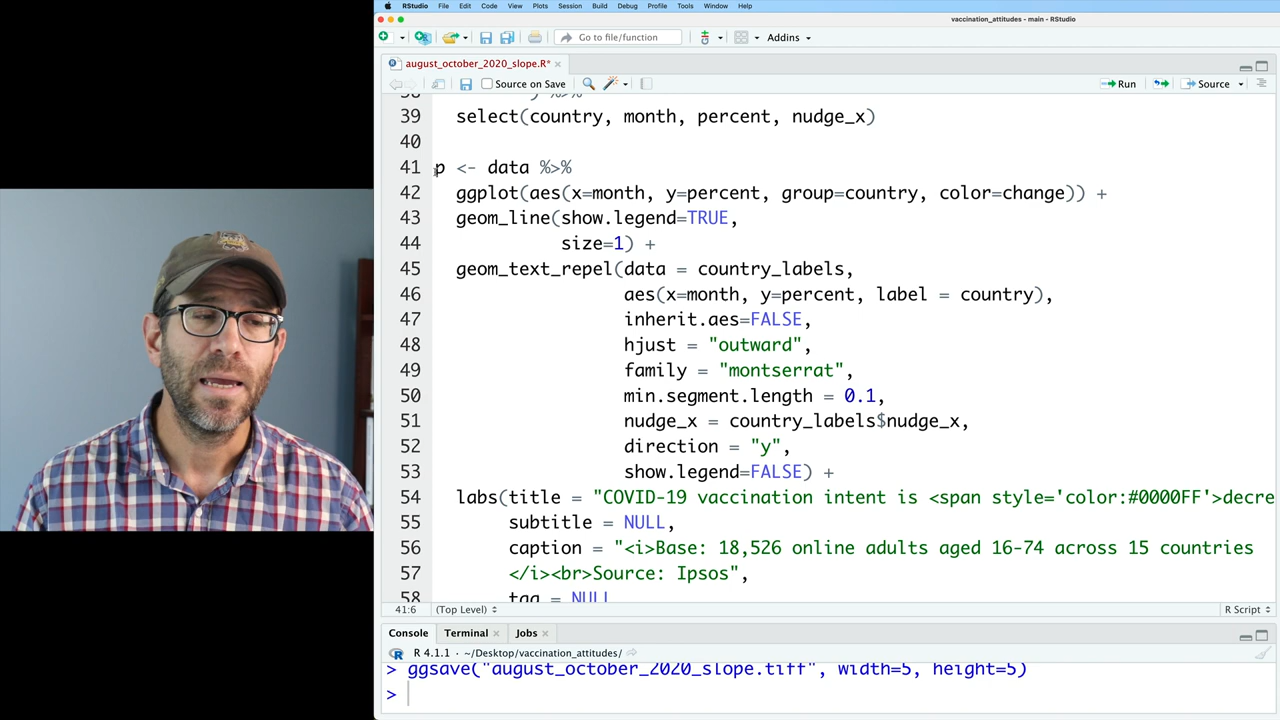 RStudio File Edit Code View Plots Session Build Debug Profile Tools Window Help
vaccination_attitudes - main - RStudio
Go to file/function Addins
august_october_2020_slope.R*
Source on Save Run Source
39 select(country, month, percent, nudge_x)
40
41 p <- data %>%
42 ggplot(aes(x=month, y=percent, group=country, color=change)) +
43 geom_line(show.legend=TRUE,
44 size=1) +
45 geom_text_repel(data = country_labels,
46 aes(x=month, y=percent, label = country),
47 inherit.aes=FALSE,
48 hjust = "outward",
49 family = "montserrat",
50 min.segment.length = 0.1,
51 nudge_x = country_labels$nudge_x,
52 direction = "y",
53 show.legend=FALSE) +
54 labs(title = "COVID-19 vaccination intent is <span style='color:#0000FF'>decre
55 subtitle = NULL,
56 caption = "<i>Base: 18,526 online adults aged 16-74 across 15 countries
57 </i><br>Source: Ipsos",
58 tag = NULL
41:6 (Top Level) R Script
Console Terminal Jobs
R 4.1.1 · ~/Desktop/vaccination_attitudes/
> ggsave("august_october_2020_slope.tiff", width=5, height=5)
>